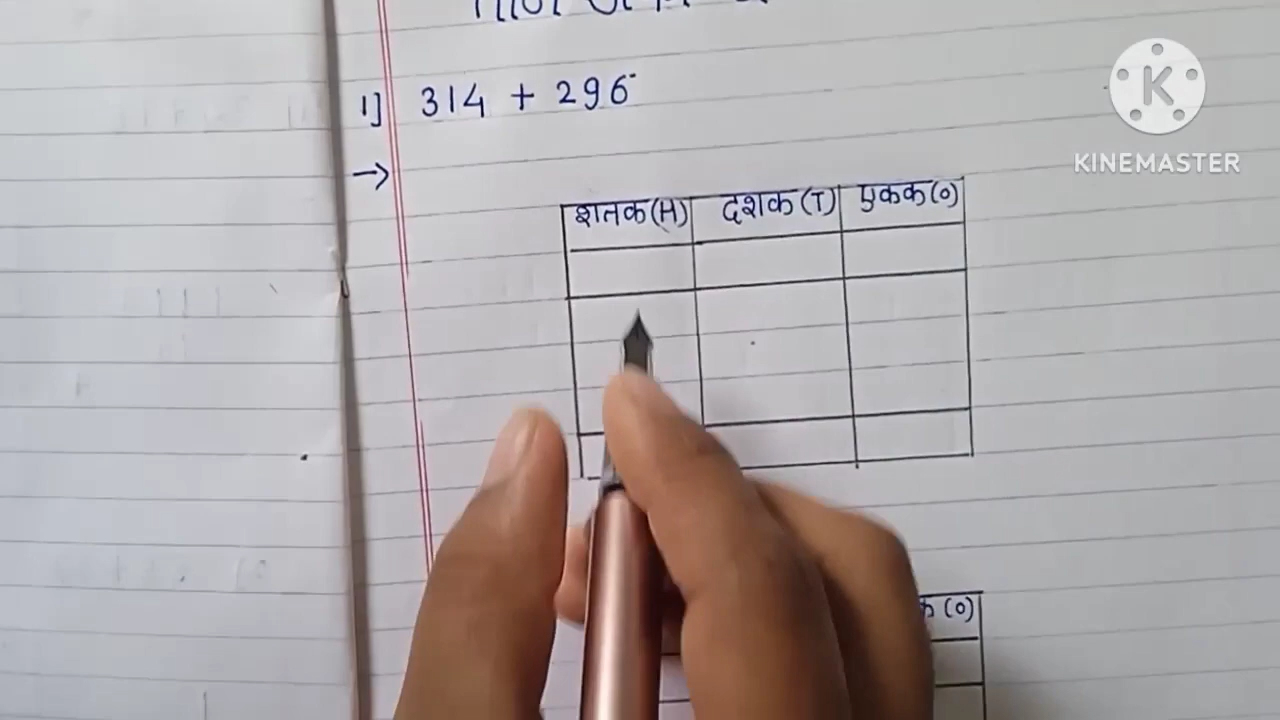 1] 314 + 296
→
शतक(H) दशक(T) एकक(O)
(O)
K
KINEMASTER